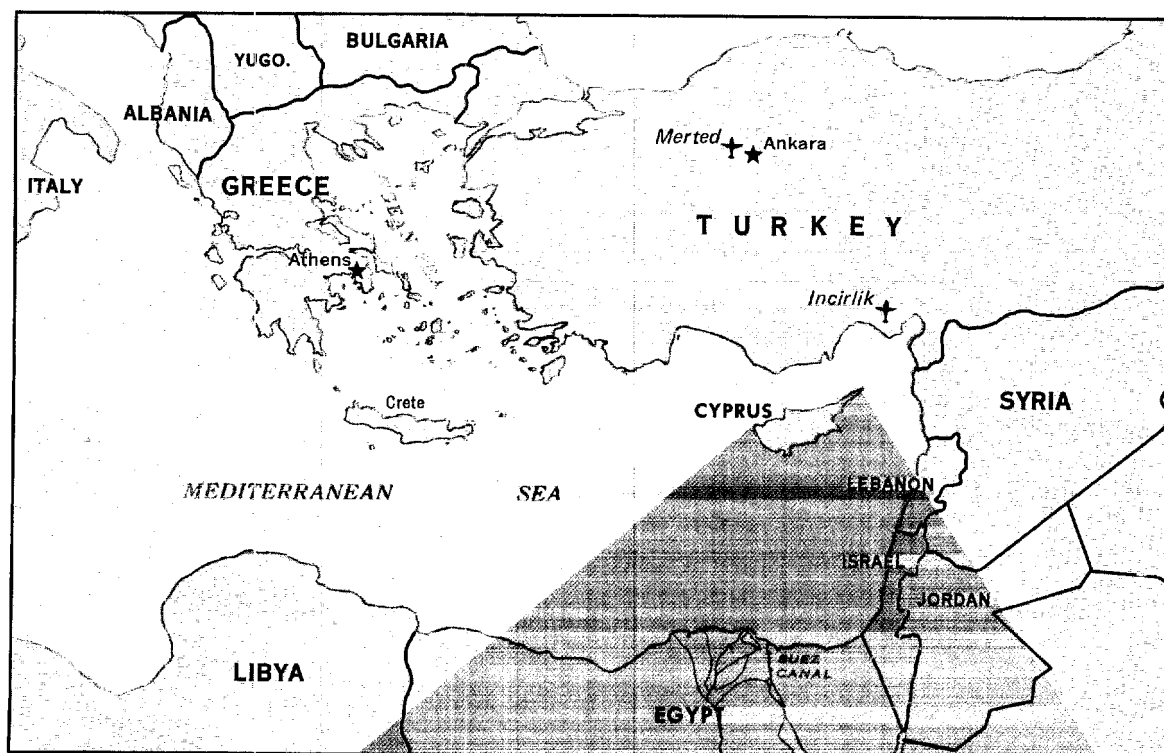 BULGARIA
YUGO.
ALBANIA
ITALY
GREECE
Merted
Ankara
TURKEY
Athens
Incirlik
Crete
CYPRUS
SYRIA
MEDITERRANEAN SEA
LEBANON
ISRAEL
JORDAN
LIBYA
SUEZ
CANAL
EGYPT